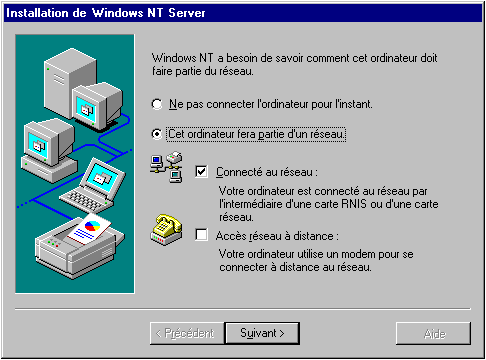 Installation de Windows NT Server
Windows NT a besoin de savoir comment cet ordinateur doit
faire partie du réseau.
Ne pas connecter l'ordinateur pour l'instant.
Cet ordinateur fera partie d'un réseau.
Connecté au réseau :
Votre ordinateur est connecté au réseau par
l'intermédiaire d'une carte RNIS ou d'une carte
réseau.
Accès réseau à distance :
Votre ordinateur utilise un modem pour se
connecter à distance au réseau.
< Précédent
Suivant >
Aide